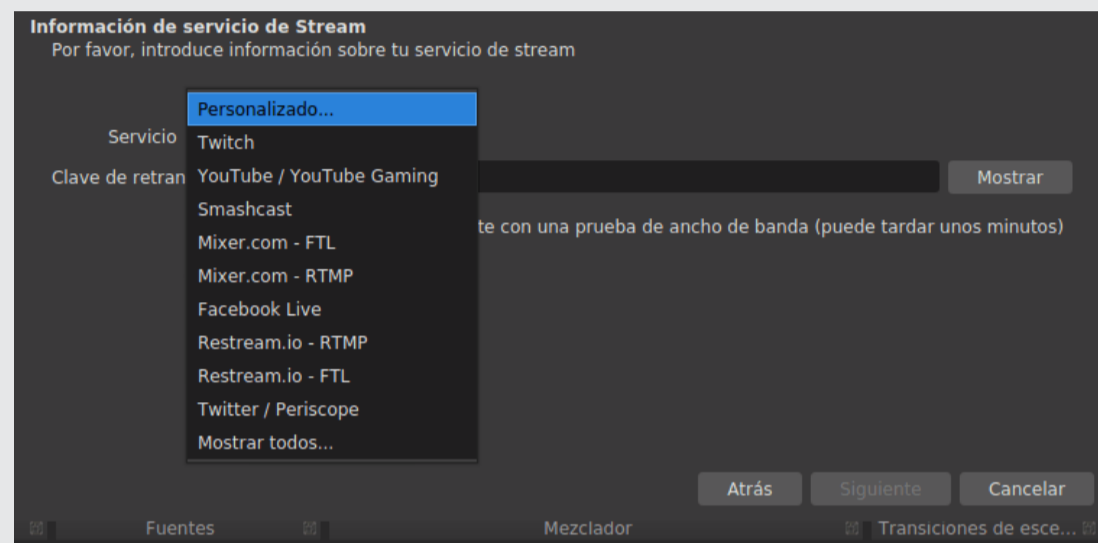 Información de servicio de Stream
Por favor, introduce información sobre tu servicio de stream
Personalizado...
Servicio
Twitch
Clave de retran
YouTube / YouTube Gaming
Mostrar
Smashcast
te con una prueba de ancho de banda (puede tardar unos minutos)
Mixer.com - FTL
Mixer.com - RTMP
Facebook Live
Restream.io - RTMP
Restream.io - FTL
Twitter / Periscope
Mostrar todos...
Atrás Siguiente Cancelar
Fuentes Mezclador Transiciones de esce...